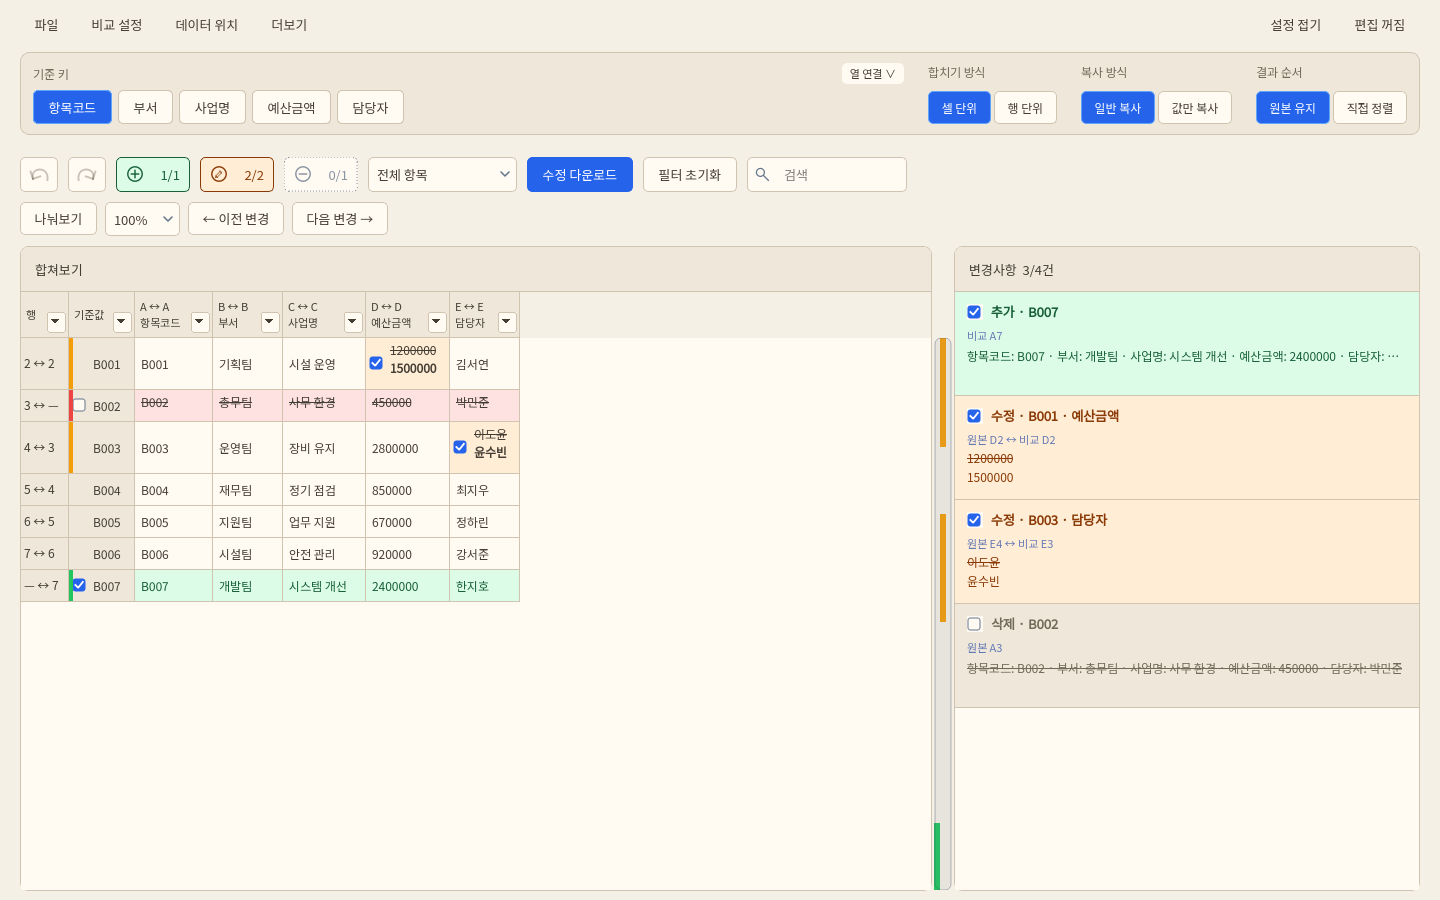 파일 비교 설정 데이터 위치 더보기 설정 접기 편집 꺼짐
기준 키 열 연결 ∨ 합치기 방식 복사 방식 결과 순서
항목코드 부서 사업명 예산금액 담당자 셀 단위 행 단위 일반 복사 값만 복사 원본 유지 직접 정렬
1/1 2/2 0/1 전체 항목 수정 다운로드 필터 초기화 검색
나눠보기 100% ← 이전 변경 다음 변경 →
합쳐보기
행 기준값 A ↔ A 항목코드 B ↔ B 부서 C ↔ C 사업명 D ↔ D 예산금액 E ↔ E 담당자
2 ↔ 2 B001 B001 기획팀 시설 운영 1200000 1500000 김서연
3 ↔ — B002 B002 총무팀 사무 환경 450000 박민준
4 ↔ 3 B003 B003 운영팀 장비 유지 2800000 이도윤 윤수빈
5 ↔ 4 B004 B004 재무팀 정기 점검 850000 최지우
6 ↔ 5 B005 B005 지원팀 업무 지원 670000 정하린
7 ↔ 6 B006 B006 시설팀 안전 관리 920000 강서준
— ↔ 7 B007 B007 개발팀 시스템 개선 2400000 한지호
변경사항 3/4건
추가 · B007
비교 A7
항목코드: B007 · 부서: 개발팀 · 사업명: 시스템 개선 · 예산금액: 2400000 · 담당자: …
수정 · B001 · 예산금액
원본 D2 ↔ 비교 D2
1200000
1500000
수정 · B003 · 담당자
원본 E4 ↔ 비교 E3
이도윤
윤수빈
삭제 · B002
원본 A3
항목코드: B002 · 부서: 총무팀 · 사업명: 사무 환경 · 예산금액: 450000 · 담당자: 박민준